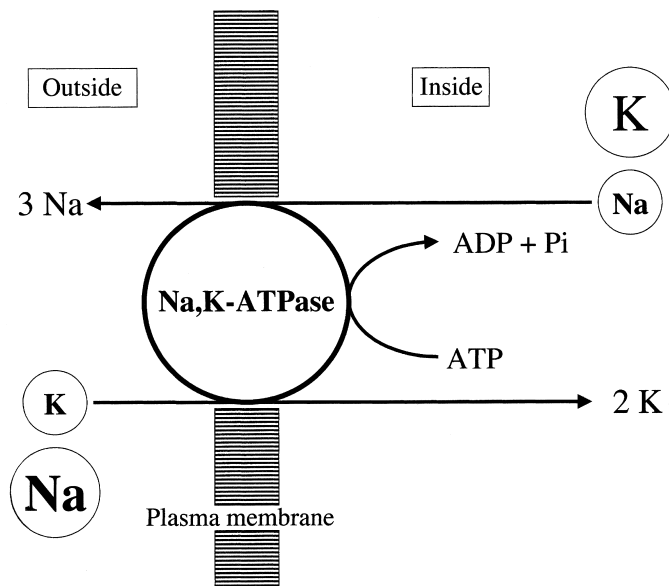 Outside
Inside
K
3 Na
Na
ADP + Pi
Na,K-ATPase
ATP
K
2 K
Na
Plasma membrane